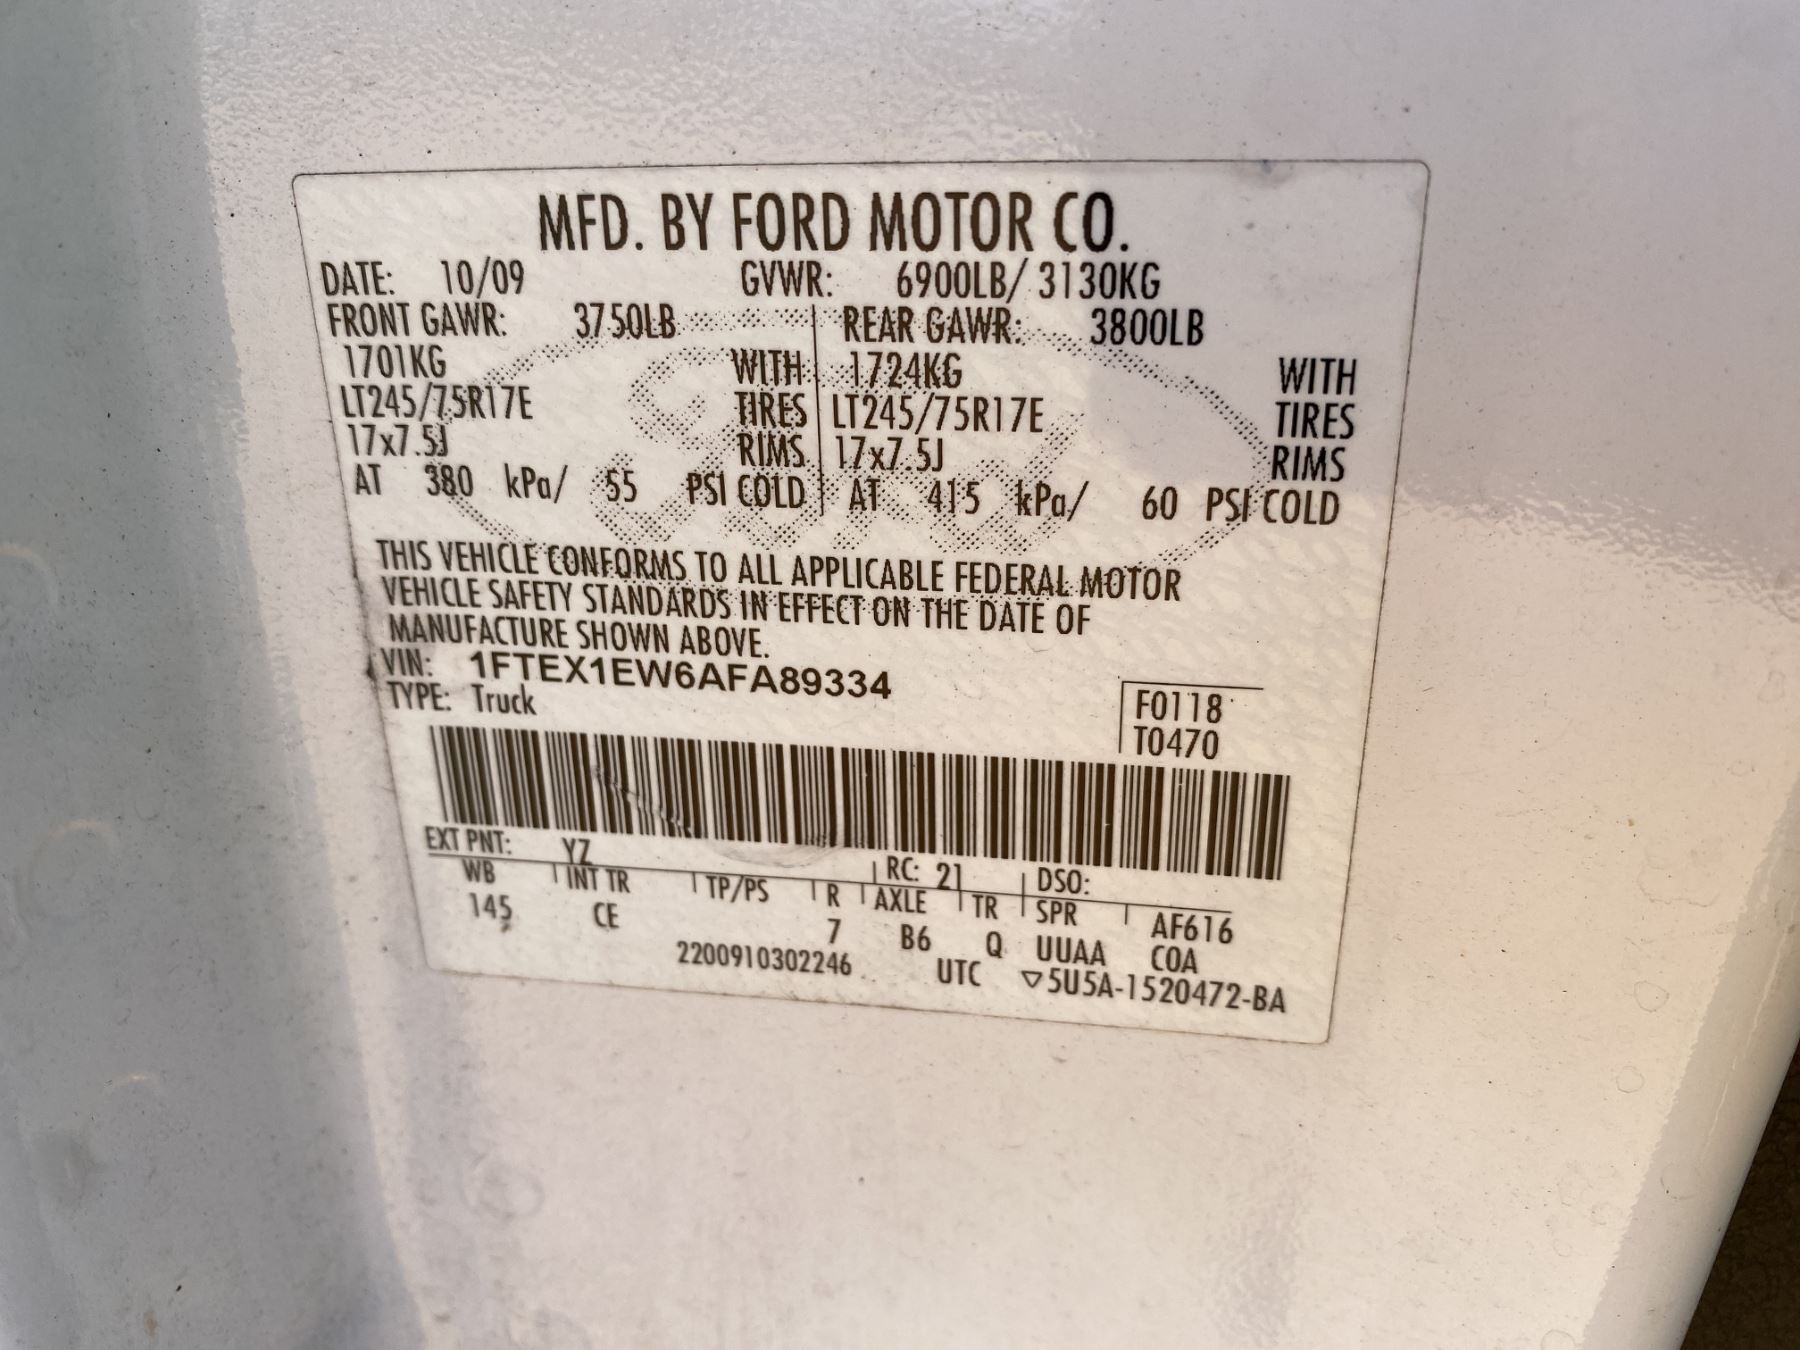 MFD. BY FORD MOTOR CO.
DATE: 10/09 GVWR: 6900LB/ 3130KG
FRONT GAWR: 3750LB REAR GAWR: 3800LB
1701KG WITH 1724KG WITH
LT245/75R17E TIRES LT245/75R17E TIRES
17x7.5J RIMS 17x7.5J RIMS
AT 380 kPa/ 55 PSI COLD AT 415 kPa/ 60 PSI COLD
THIS VEHICLE CONFORMS TO ALL APPLICABLE FEDERAL MOTOR
VEHICLE SAFETY STANDARDS IN EFFECT ON THE DATE OF
MANUFACTURE SHOWN ABOVE.
VIN: 1FTEX1EW6AFA89334
TYPE: Truck
F0118
T0470
EXT PNT: YZ RC: 21 DSO:
WB INT TR TP/PS R AXLE TR SPR AF616
145 CE 7 B6 Q UUAA COA
2200910302246 UTC ▽5U5A-1520472-BA